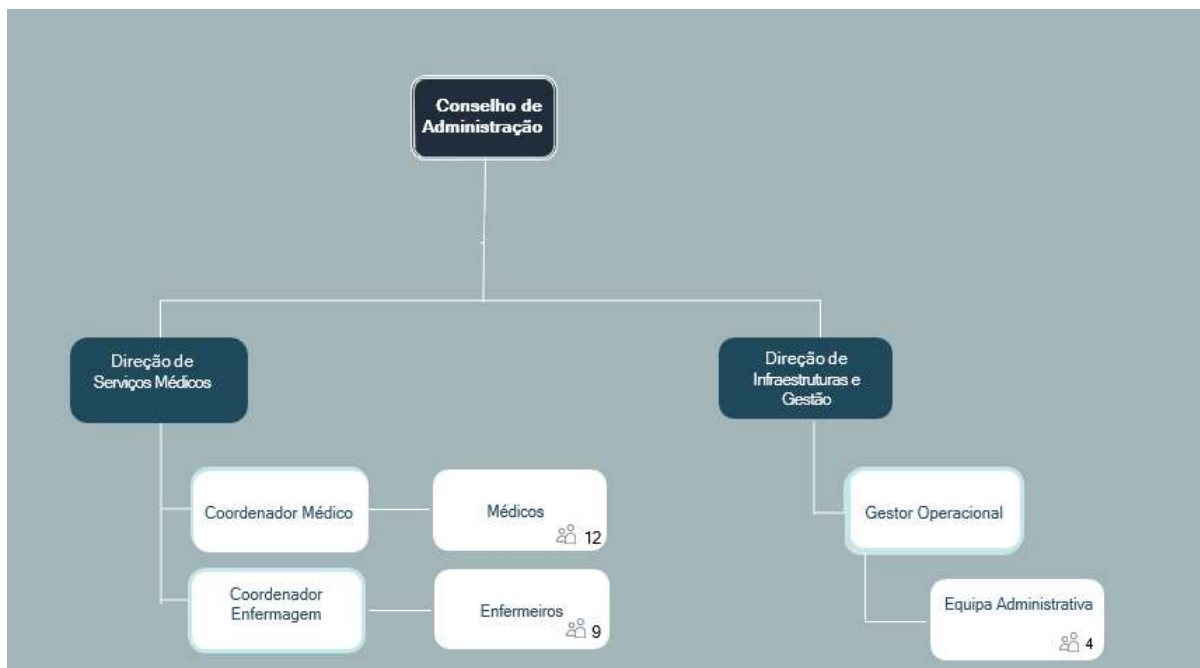 Conselho de
Administração
Direção de
Serviços Médicos
Direção de
Infraestruturas e
Gestão
Coordenador Médico
Médicos
12
Gestor Operacional
Coordenador
Enfermagem
Enfermeiros
9
Equipa Administrativa
4